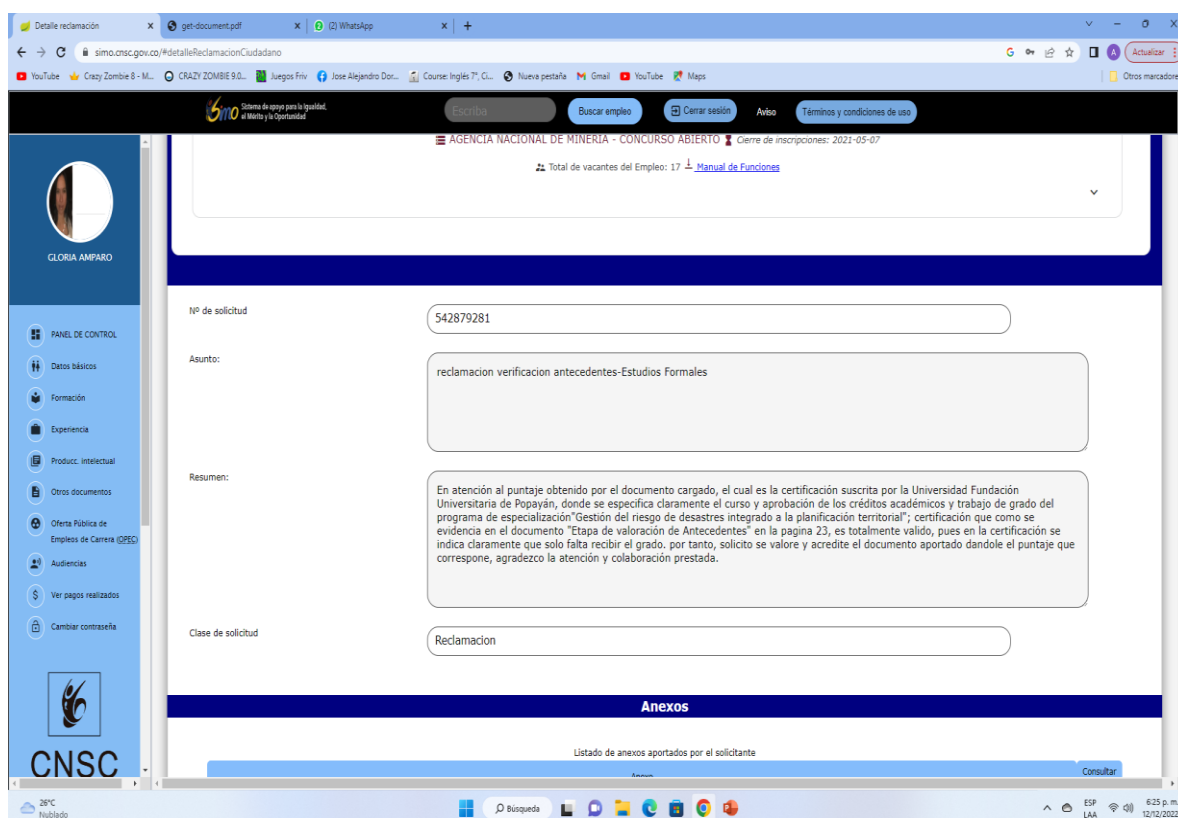 Detalle reclamación
get-document.pdf
(2) WhatsApp
simo.cnsc.gov.co/#detalleReclamacionCiudadano
Actualizar
YouTube
Crazy Zombie 8 - M...
CRAZY ZOMBIE 9.0...
Juegos Friv
Jose Alejandro Dor...
Course: Inglés 7°, Ci...
Nueva pestaña
Gmail
YouTube
Maps
Otros marcadore
Simo
Sistema de apoyo para la Igualdad,
el Mérito y la Oportunidad
Escriba
Buscar empleo
Cerrar sesión
Aviso
Términos y condiciones de uso
AGENCIA NACIONAL DE MINERIA - CONCURSO ABIERTO Cierre de inscripciones: 2021-05-07
Total de vacantes del Empleo: 17 Manual de Funciones
GLORIA AMPARO
PANEL DE CONTROL
Datos básicos
Formación
Experiencia
Producc. intelectual
Otros documentos
Oferta Pública de
Empleos de Carrera (OPEC)
Audiencias
Ver pagos realizados
Cambiar contraseña
CNSC
Nº de solicitud
542879281
Asunto:
reclamacion verificacion antecedentes-Estudios Formales
Resumen:
En atención al puntaje obtenido por el documento cargado, el cual es la certificación suscrita por la Universidad Fundación
Universitaria de Popayán, donde se especifica claramente el curso y aprobación de los créditos académicos y trabajo de grado del
programa de especialización"Gestión del riesgo de desastres integrado a la planificación territorial"; certificación que como se
evidencia en el documento "Etapa de valoración de Antecedentes" en la pagina 23, es totalmente valido, pues en la certificación se
indica claramente que solo falta recibir el grado. por tanto, solicito se valore y acredite el documento aportado dandole el puntaje que
correspone, agradezco la atención y colaboración prestada.
Clase de solicitud
Reclamacion
Anexos
Listado de anexos aportados por el solicitante
Anexo
Consultar
26°C
Nublado
Búsqueda
ESP
LAA
6:25 p. m.
12/12/2022